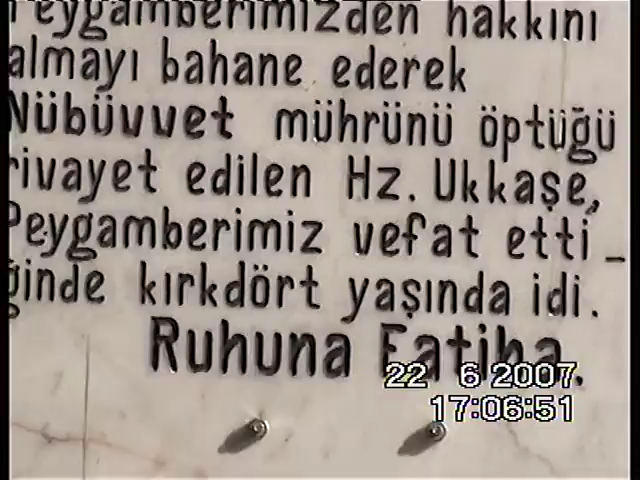 Peygamberimizden hakkını
almayı bahane ederek
Nübüvvet mührünü öptüğü
rivayet edilen Hz. Ukkaşe,
Peygamberimiz vefat etti_
ğinde kırkdört yaşında idi.
Ruhuna Fatiha.
22 6 2007
17:06:51